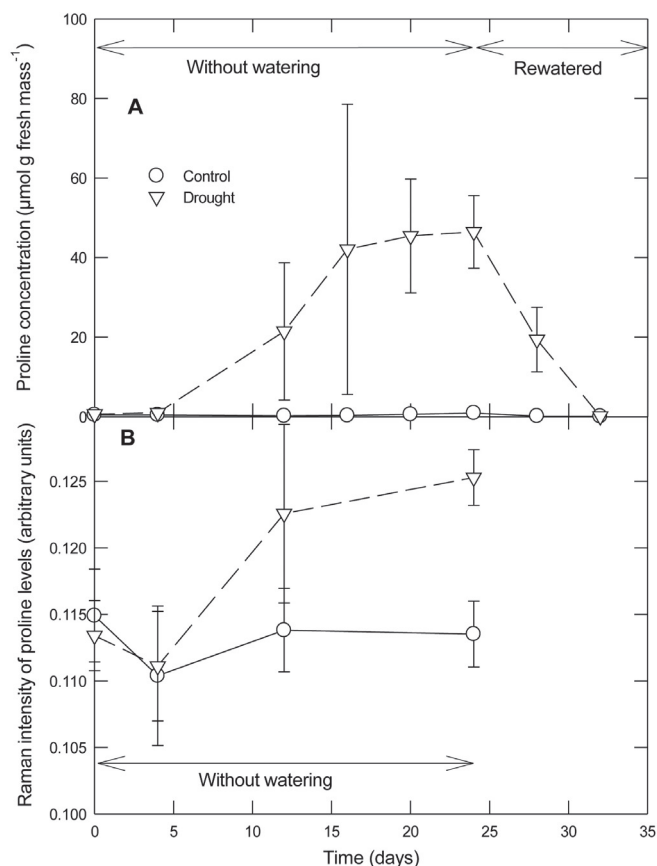 100
Without watering
Rewatered
80
A
60
Control
Drought
40
20
0
Proline concentration (µmol g fresh mass⁻¹)
B
0.125
0.120
0.115
0.110
0.105
0.100
Raman intensity of proline levels (arbitrary units)
Without watering
0 5 12 15 20 25 32 35
Time (days)